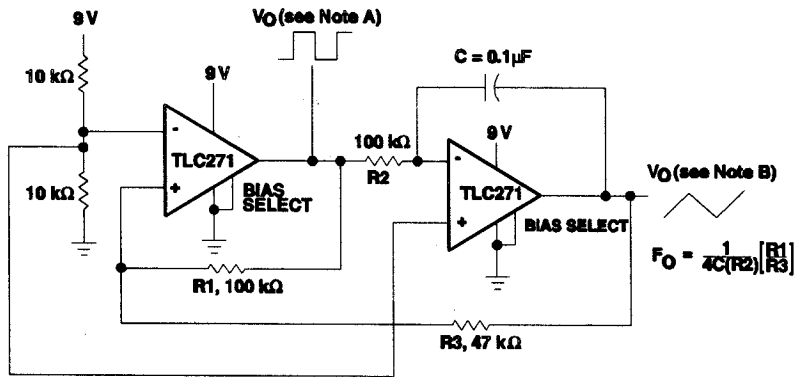 9 V
VO (see Note A)
10 kΩ
9 V
C = 0.1μF
-
TLC271
+
BIAS
SELECT
100 kΩ
R2
9 V
-
TLC271
+
BIAS SELECT
VO (see Note B)
10 kΩ
R1, 100 kΩ
FO = 1/4C(R2) [R1/R3]
R3, 47 kΩ